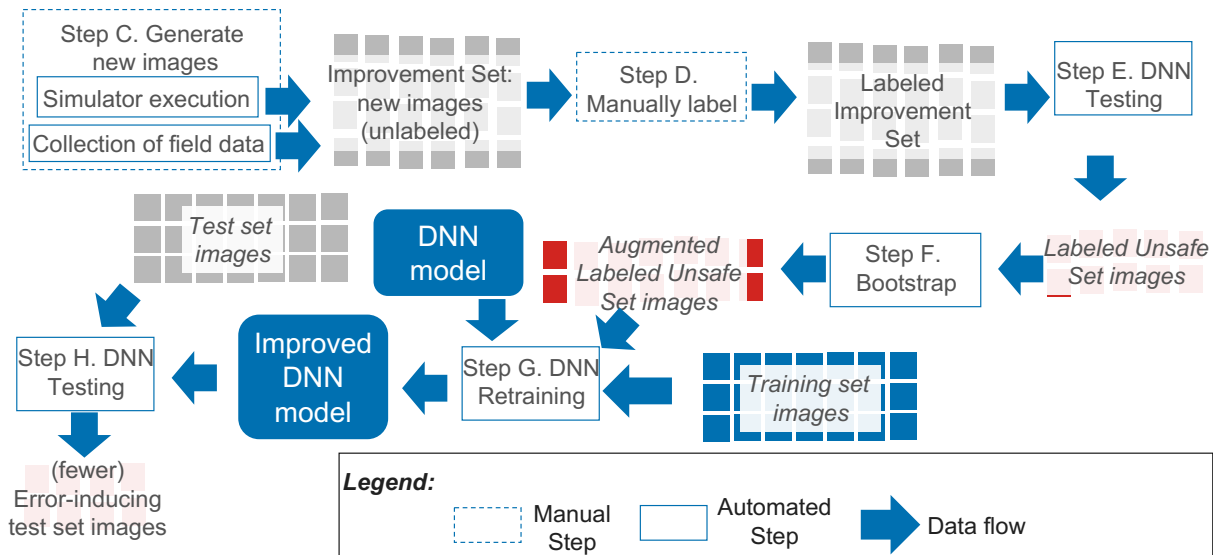 Step C. Generate
new images
Simulator execution
Collection of field data
Improvement Set:
new images
(unlabeled)
Step D.
Manually label
Labeled
Improvement
Set
Step E. DNN
Testing
Test set
images
DNN
model
Augmented
Labeled Unsafe
Set images
Step F.
Bootstrap
Labeled Unsafe
Set images
Step H. DNN
Testing
Improved
DNN
model
Step G. DNN
Retraining
Training set
images
(fewer)
Error-inducing
test set images
Legend:
Manual
Step
Automated
Step
Data flow